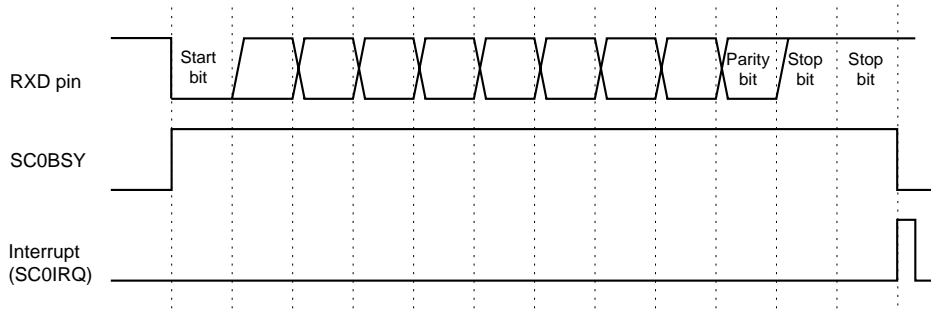 RXD pin
Start
bit
Parity
bit
Stop
bit
Stop
bit
SC0BSY
Interrupt
(SC0IRQ)